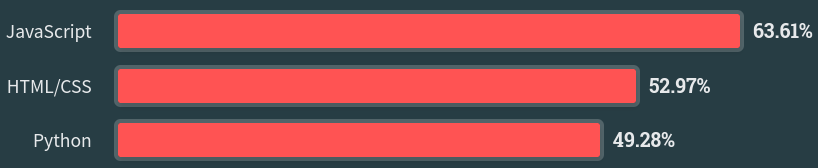 JavaScript 63.61%
HTML/CSS 52.97%
Python 49.28%